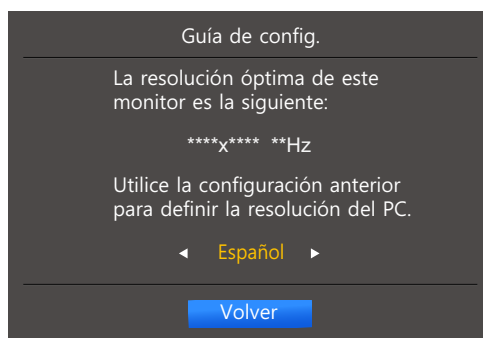 Guía de config.
La resolución óptima de este
monitor es la siguiente:
****x**** **Hz
Utilice la configuración anterior
para definir la resolución del PC.
Español
Volver